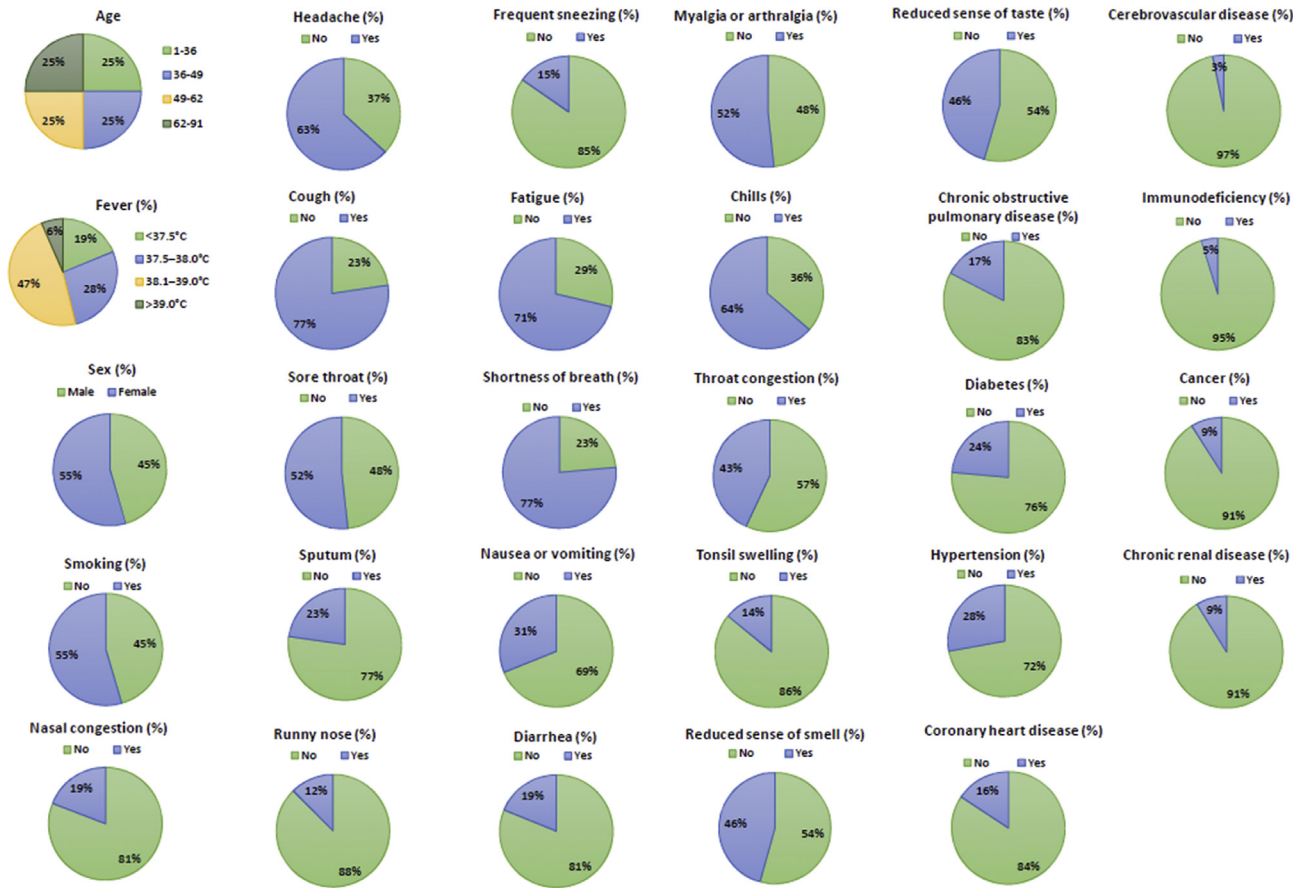 Age
1-36
36-49
49-62
62-91
25%
25%
25%
25%
Headache (%)
No Yes
37%
63%
Frequent sneezing (%)
No Yes
15%
85%
Myalgia or arthralgia (%)
No Yes
52%
48%
Reduced sense of taste (%)
No Yes
46%
54%
Cerebrovascular disease (%)
No Yes
3%
97%
Fever (%)
<37.5°C
37.5–38.0°C
38.1–39.0°C
>39.0°C
6%
19%
47%
28%
Cough (%)
No Yes
23%
77%
Fatigue (%)
No Yes
29%
71%
Chills (%)
No Yes
36%
64%
Chronic obstructive
pulmonary disease (%)
No Yes
17%
83%
Immunodeficiency (%)
No Yes
5%
95%
Sex (%)
Male Female
55%
45%
Sore throat (%)
No Yes
52%
48%
Shortness of breath (%)
No Yes
23%
77%
Throat congestion (%)
No Yes
43%
57%
Diabetes (%)
No Yes
24%
76%
Cancer (%)
No Yes
9%
91%
Smoking (%)
No Yes
55%
45%
Sputum (%)
No Yes
23%
77%
Nausea or vomiting (%)
No Yes
31%
69%
Tonsil swelling (%)
No Yes
14%
86%
Hypertension (%)
No Yes
28%
72%
Chronic renal disease (%)
No Yes
9%
91%
Nasal congestion (%)
No Yes
19%
81%
Runny nose (%)
No Yes
12%
88%
Diarrhea (%)
No Yes
19%
81%
Reduced sense of smell (%)
No Yes
46%
54%
Coronary heart disease (%)
No Yes
16%
84%